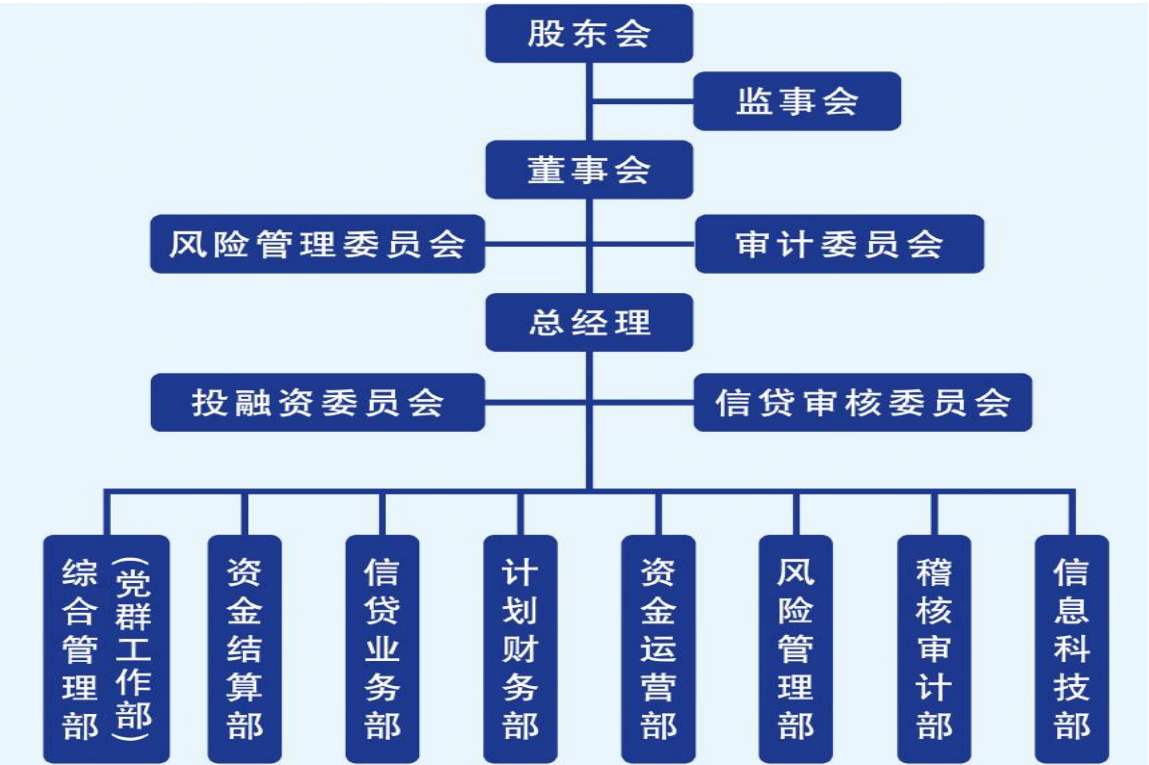 股东会
监事会
董事会
风险管理委员会
审计委员会
总经理
投融资委员会
信贷审核委员会
综合管理部
（党群工作部）
资金结算部
信贷业务部
计划财务部
资金运营部
风险管理部
稽核审计部
信息科技部